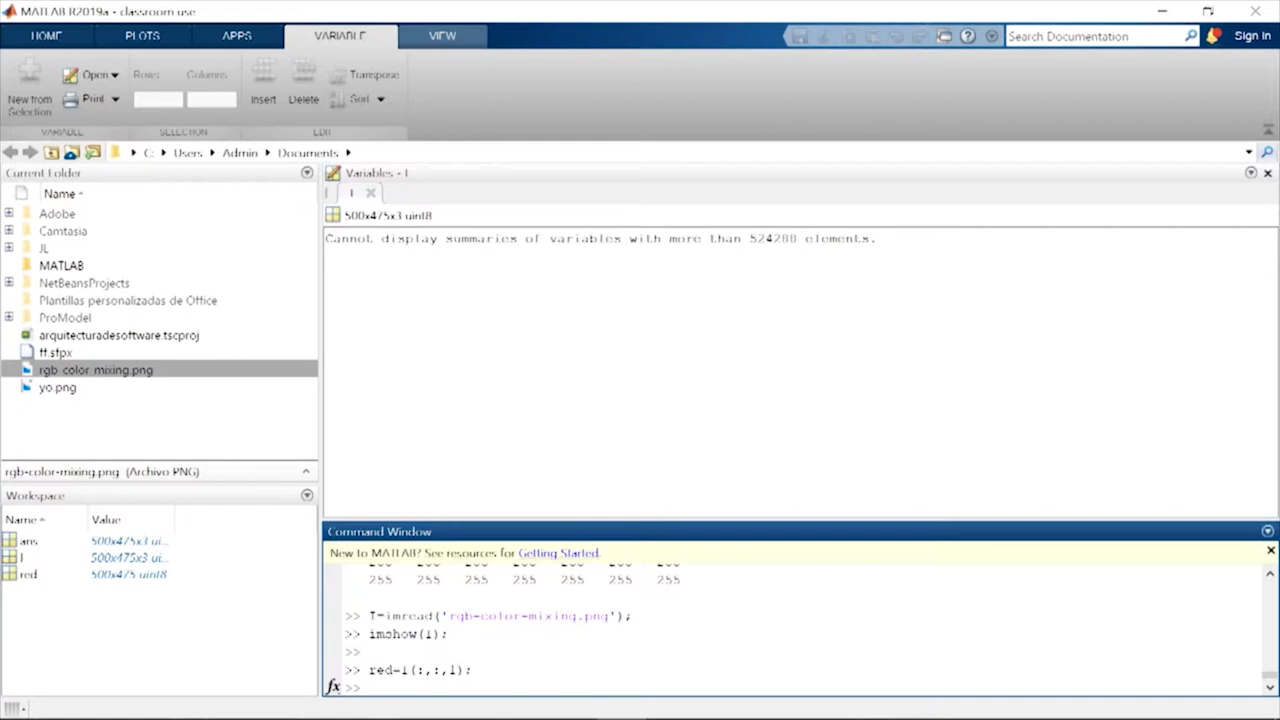 MATLAB R2019a - classroom use
HOME PLOTS APPS VARIABLE VIEW
Search Documentation Sign In
New from Selection
Open Print
Rows Columns
Insert Delete
Transpose
Sort
VARIABLE SELECTION EDIT
C: Users Admin Documents
Current Folder
Name
Adobe
Camtasia
JL
MATLAB
NetBeansProjects
Plantillas personalizadas de Office
ProModel
arquitecturadesoftware.tscproj
ff.sfpx
rgb-color-mixing.png
yo.png
rgb-color-mixing.png (Archivo PNG)
Workspace
Name Value
ans 500x475x3 ui...
I 500x475x3 ui...
red 500x475 uint8
Variables - I
I
500x475x3 uint8
Cannot display summaries of variables with more than 524288 elements.
Command Window
New to MATLAB? See resources for Getting Started.
255 255 255 255 255 255 255
>> I=imread('rgb-color-mixing.png');
>> imshow(I);
>>
>> red=I(:,:,1);
fx >>